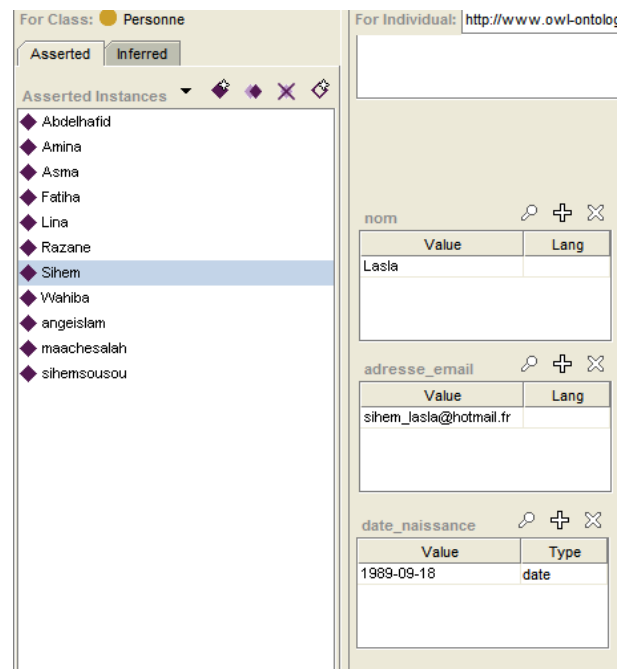 For Class: Personne
Asserted Inferred
Asserted Instances
Abdelhafid
Amina
Asma
Fatiha
Lina
Razane
Sihem
Wahiba
angeislam
maachesalah
sihemsousou
For Individual: http://www.owl-ontolog
nom
Value Lang
Lasla
adresse_email
Value Lang
sihem_lasla@hotmail.fr
date_naissance
Value Type
1989-09-18 date